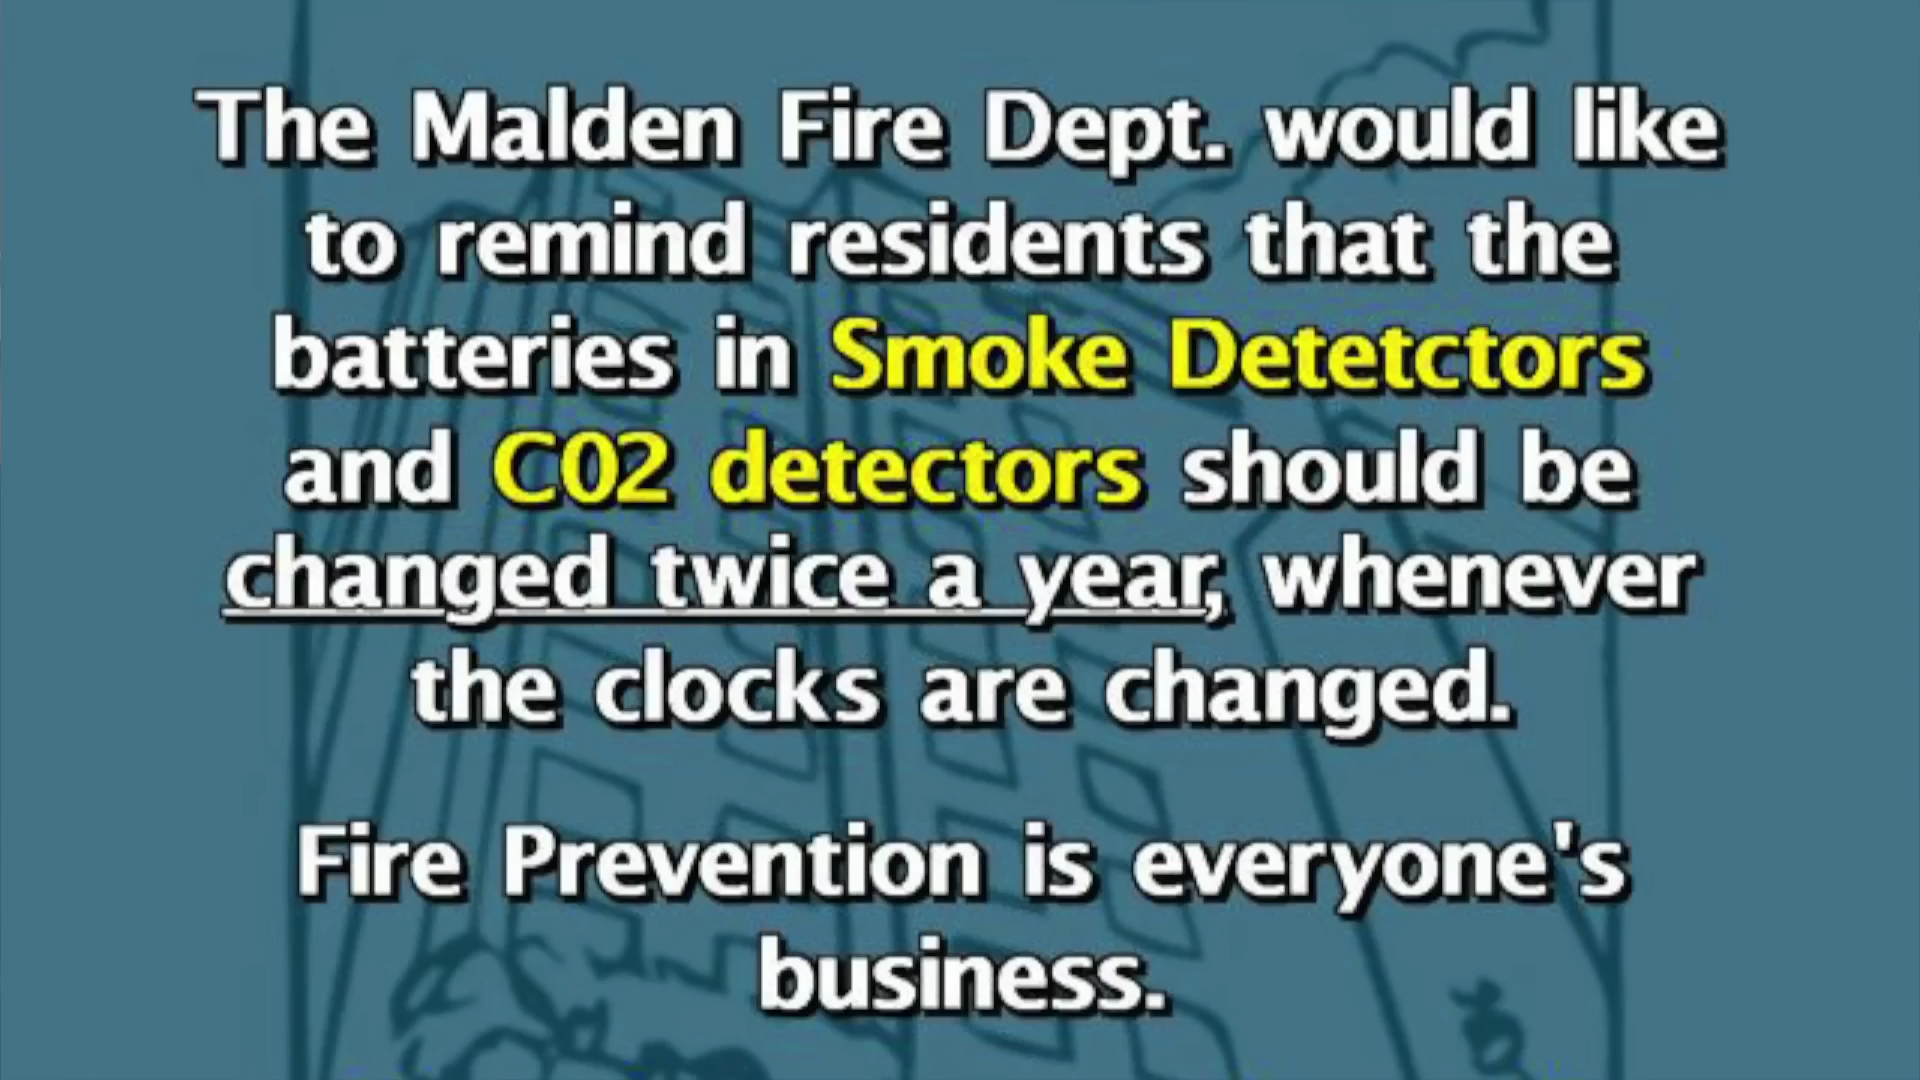 The Malden Fire Dept. would like
to remind residents that the
batteries in Smoke Detetctors
and C02 detectors should be
changed twice a year, whenever
the clocks are changed.
Fire Prevention is everyone's
business.